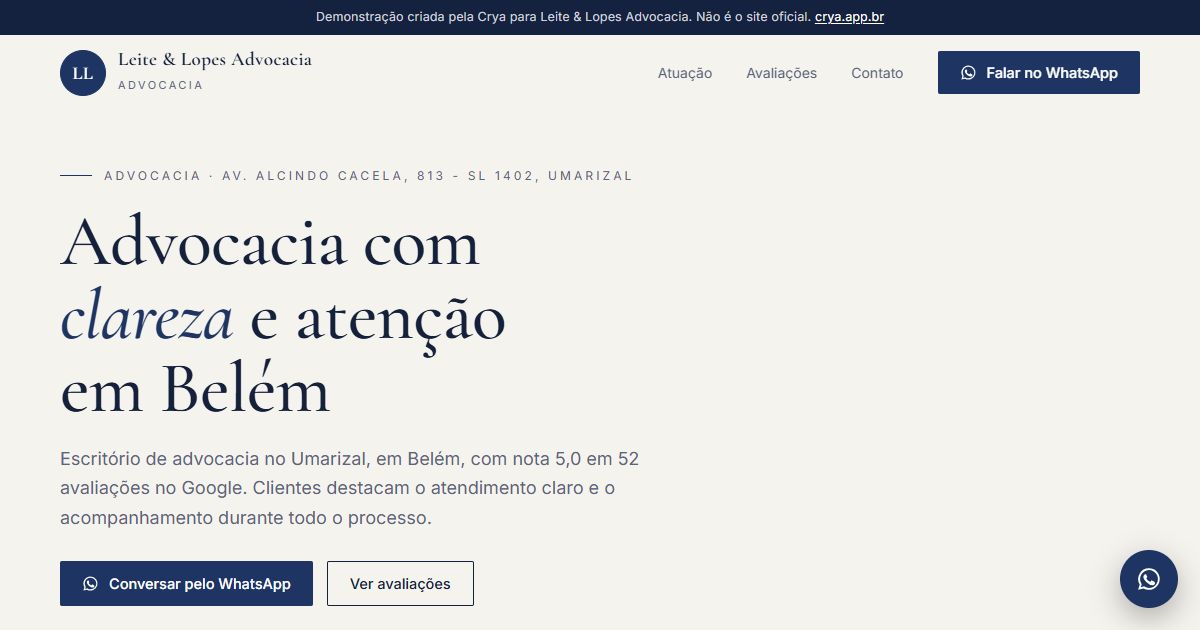 Demonstração criada pela Crya para Leite & Lopes Advocacia. Não é o site oficial. crya.app.br
LL
Leite & Lopes Advocacia
ADVOCACIA
Atuação
Avaliações
Contato
Falar no WhatsApp
ADVOCACIA · AV. ALCINDO CACELA, 813 - SL 1402, UMARIZAL
Advocacia com
clareza e atenção
em Belém
Escritório de advocacia no Umarizal, em Belém, com nota 5,0 em 52
avaliações no Google. Clientes destacam o atendimento claro e o
acompanhamento durante todo o processo.
Conversar pelo WhatsApp
Ver avaliações